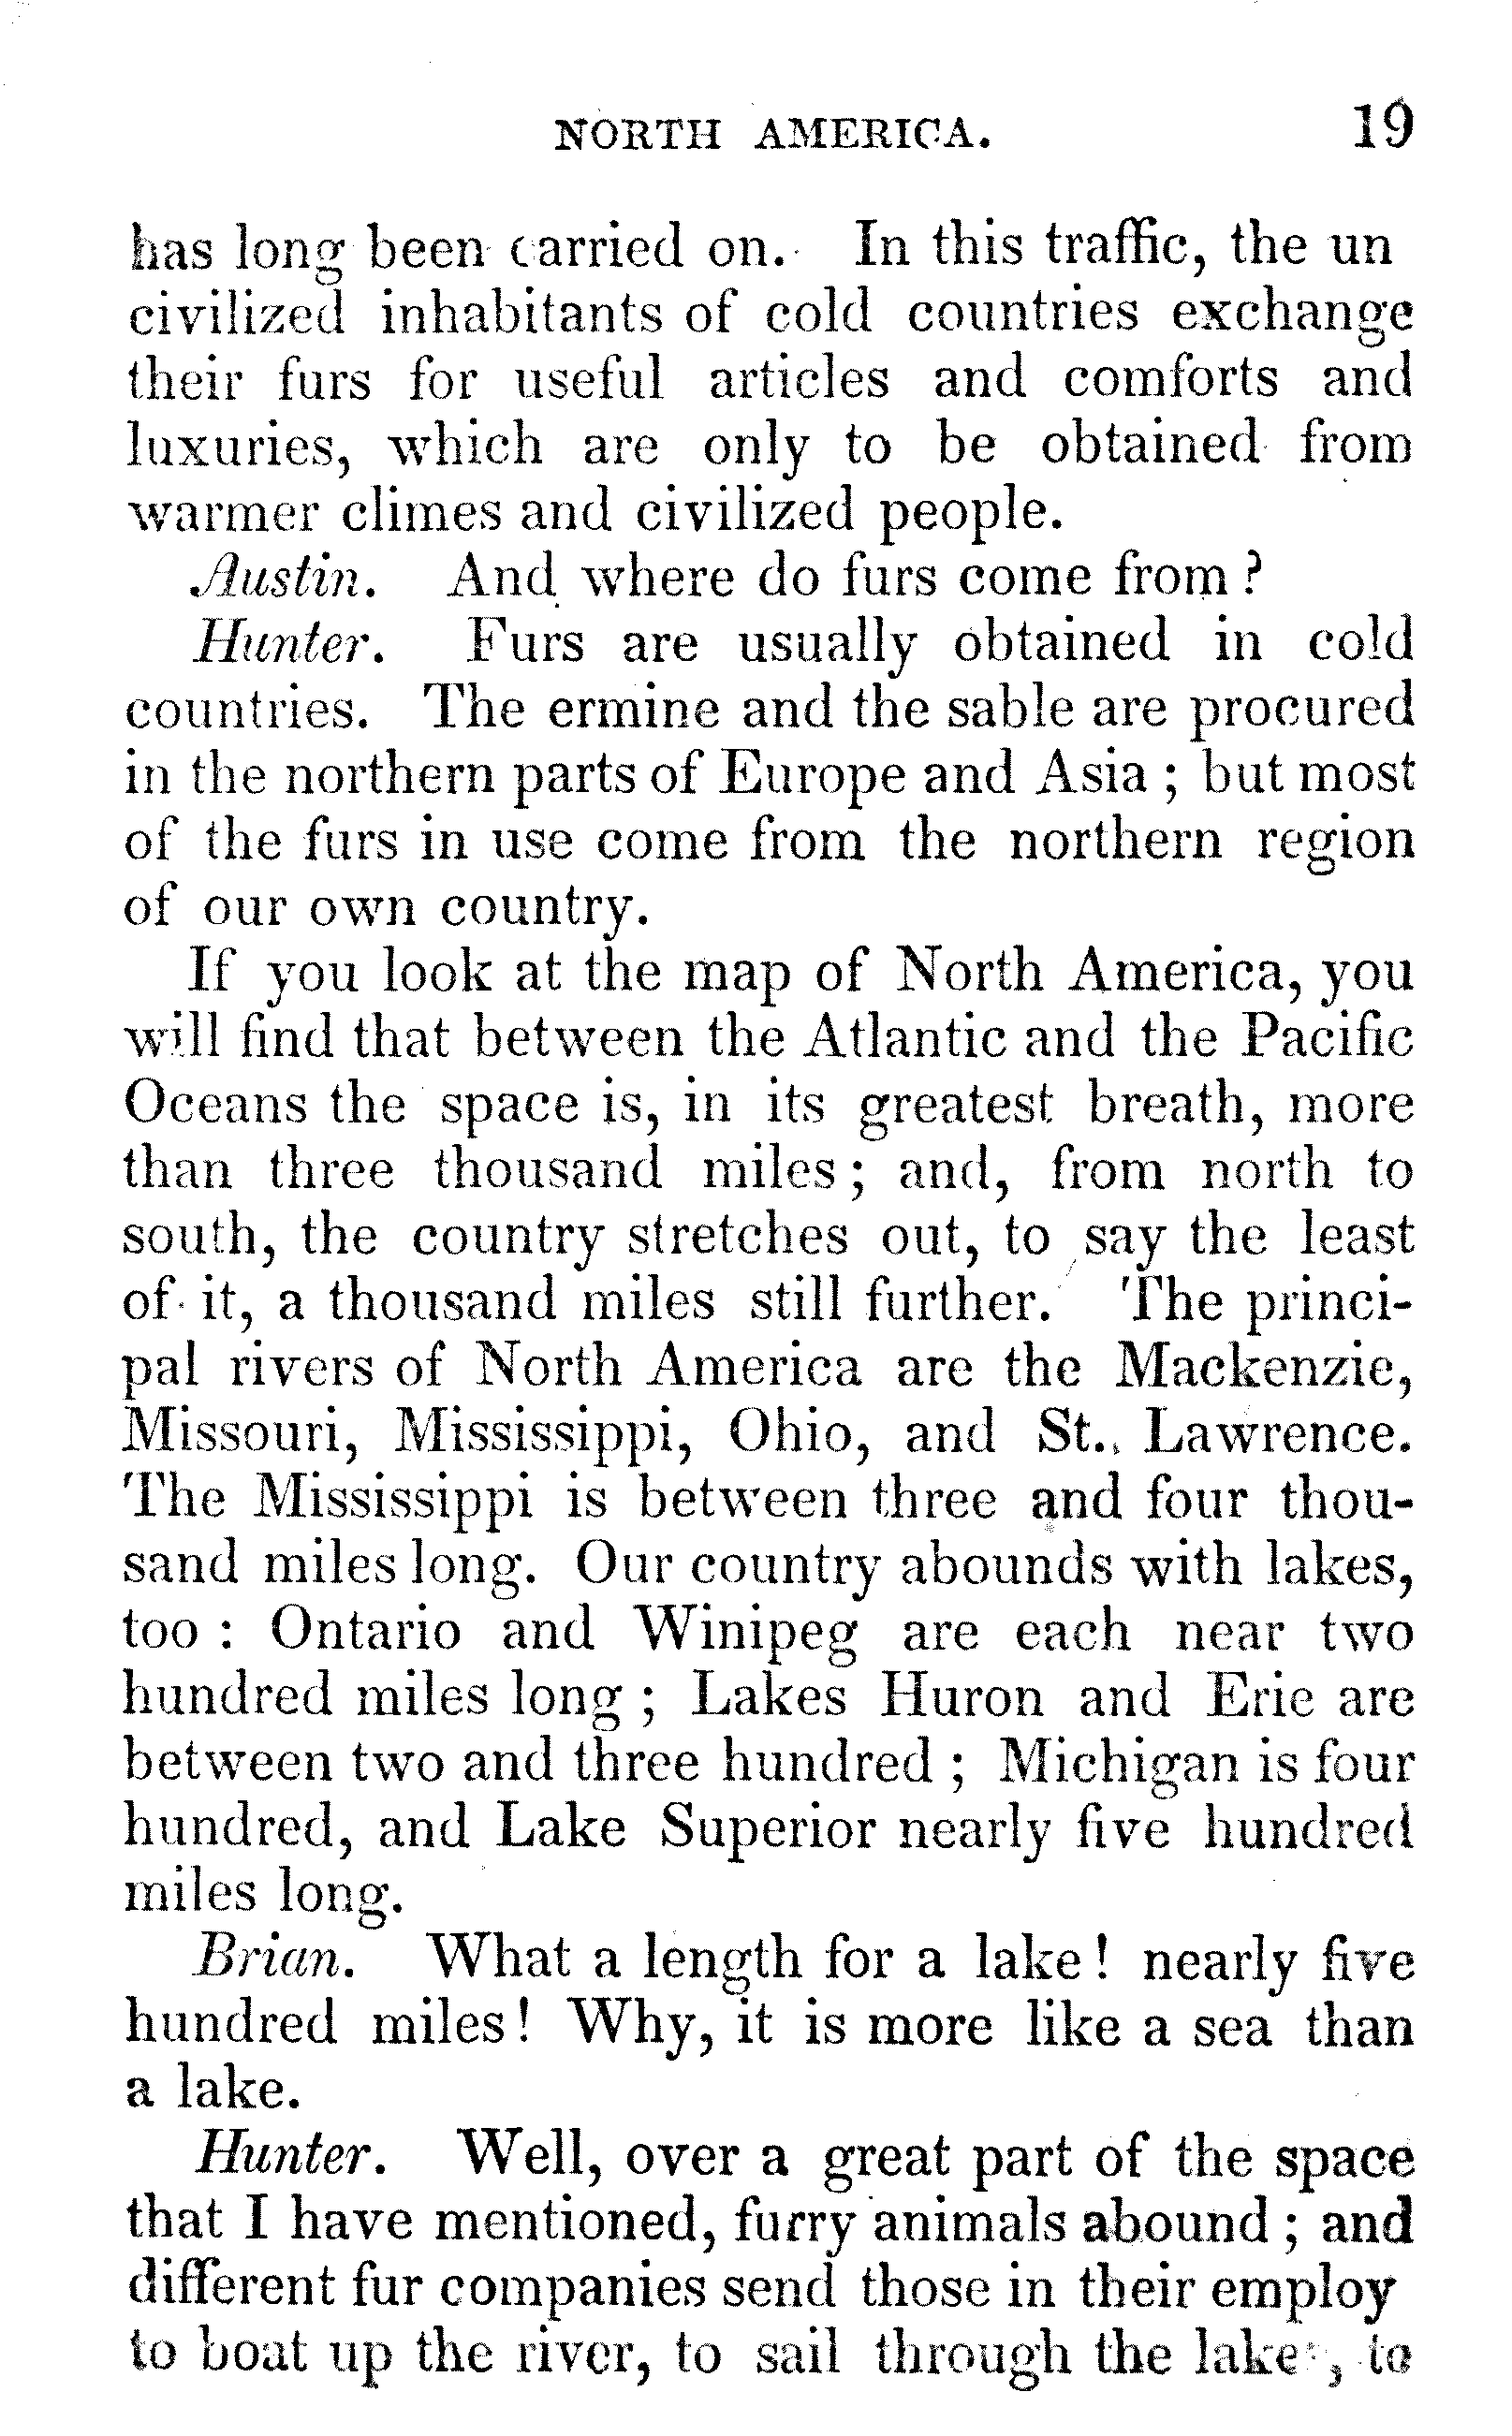 NORTH AMERICA. 19
has long been carried on. In this traffic, the un
civilized inhabitants of cold countries exchange
their furs for useful articles and comforts and
luxuries, which are only to be obtained from
warmer climes and civilized people.
Austin. And where do furs come from ?
Hunter. Furs are usually obtained in cold
countries. The ermine and the sable are procured
in the northern parts of Europe and Asia ; but most
of the furs in use come from the northern region
of our own country.
If you look at the map of North America, you
will find that between the Atlantic and the Pacific
Oceans the space is, in its greatest breath, more
than three thousand miles ; and, from north to
south, the country stretches out, to say the least
of it, a thousand miles still further. The princi-
pal rivers of North America are the Mackenzie,
Missouri, Mississippi, Ohio, and St. Lawrence.
The Mississippi is between three and four thou-
sand miles long. Our country abounds with lakes,
too : Ontario and Winipeg are each near two
hundred miles long ; Lakes Huron and Erie are
between two and three hundred ; Michigan is four
hundred, and Lake Superior nearly five hundred
miles long.
Brian. What a length for a lake ! nearly five
hundred miles ! Why, it is more like a sea than
a lake.
Hunter. Well, over a great part of the space
that I have mentioned, furry animals abound ; and
different fur companies send those in their employ
to boat up the river, to sail through the lakes, to